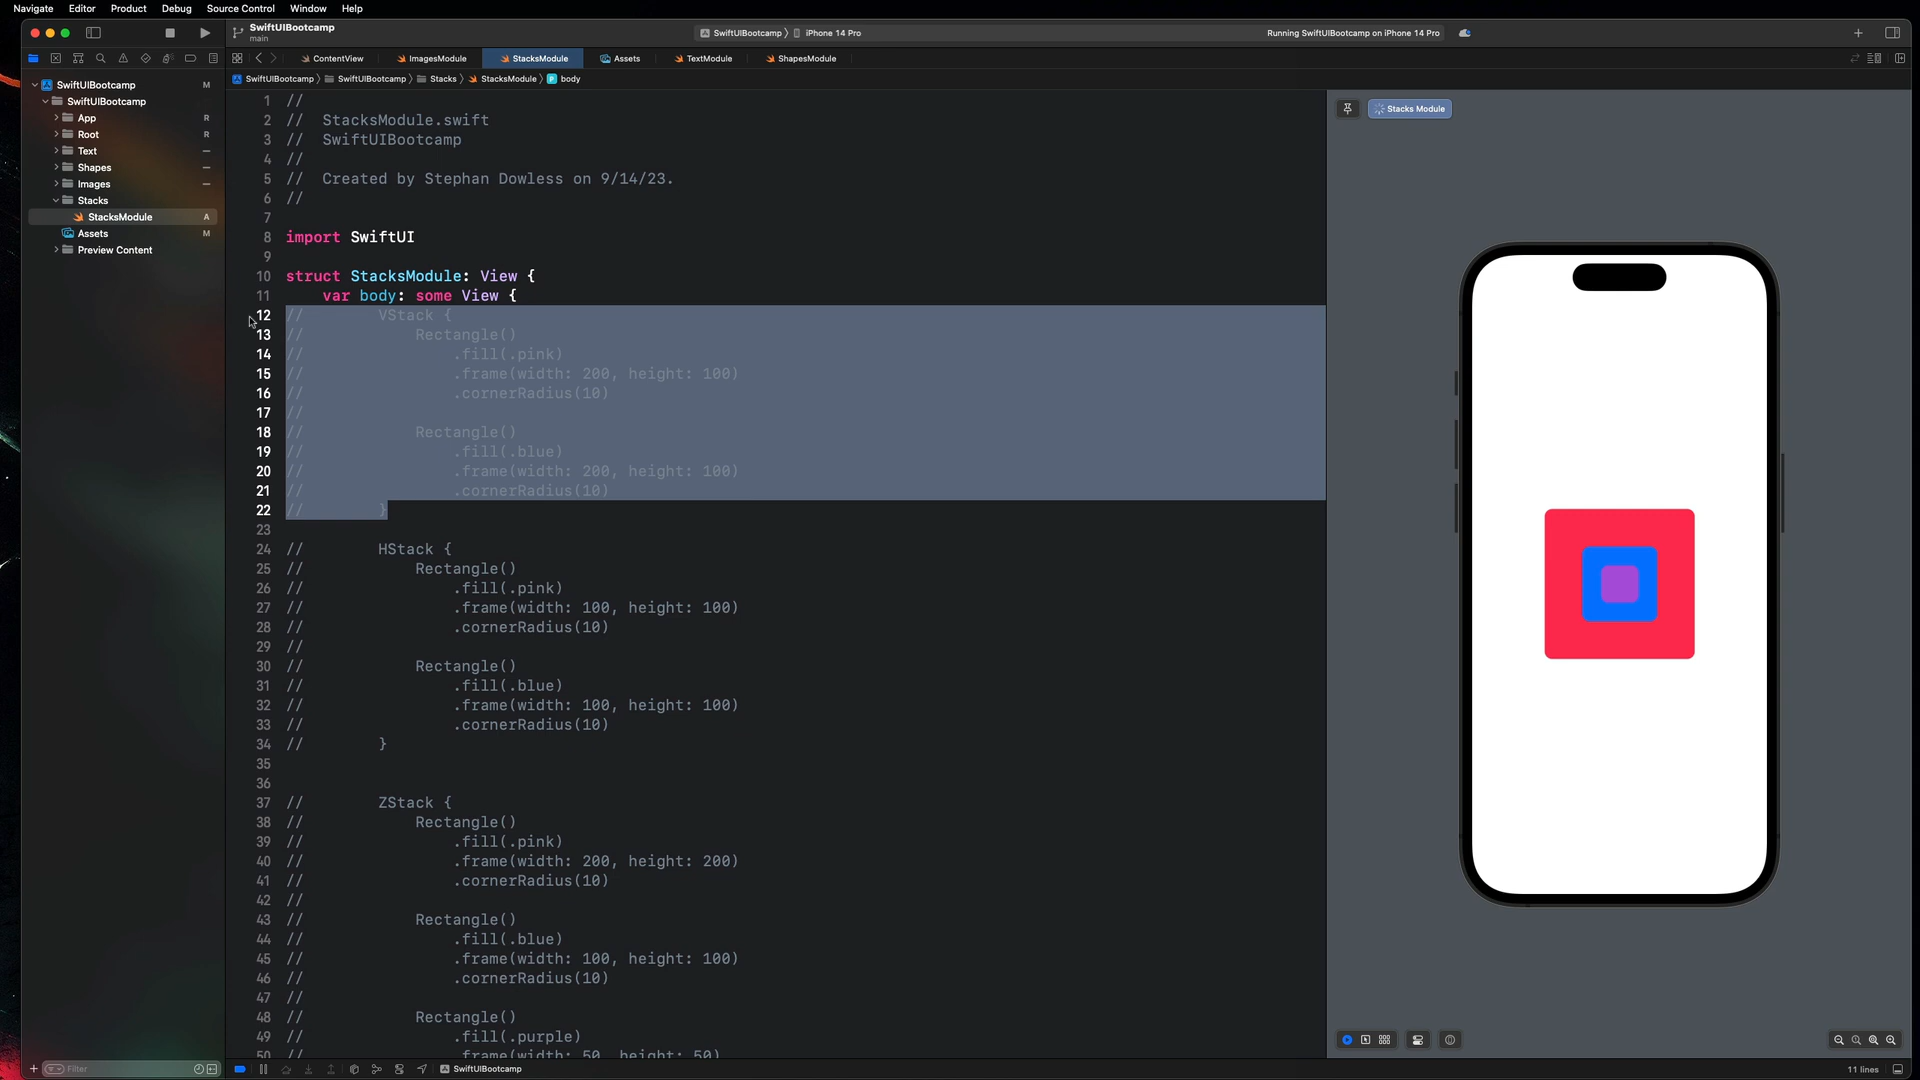 Navigate Editor Product Debug Source Control Window Help
SwiftUIBootcamp
main
SwiftUIBootcamp iPhone 14 Pro
Running SwiftUIBootcamp on iPhone 14 Pro
ContentView ImagesModule StacksModule Assets TextModule ShapesModule
SwiftUIBootcamp SwiftUIBootcamp Stacks StacksModule body
SwiftUIBootcamp M
SwiftUIBootcamp
App R
Root R
Text
Shapes
Images
Stacks
StacksModule A
Assets M
Preview Content
1 //
2 // StacksModule.swift
3 // SwiftUIBootcamp
4 //
5 // Created by Stephan Dowless on 9/14/23.
6 //
7
8 import SwiftUI
9
10 struct StacksModule: View {
11 var body: some View {
12 // VStack {
13 // Rectangle()
14 // .fill(.pink)
15 // .frame(width: 200, height: 100)
16 // .cornerRadius(10)
17 //
18 // Rectangle()
19 // .fill(.blue)
20 // .frame(width: 200, height: 100)
21 // .cornerRadius(10)
22 // }
23
24 // HStack {
25 // Rectangle()
26 // .fill(.pink)
27 // .frame(width: 100, height: 100)
28 // .cornerRadius(10)
29 //
30 // Rectangle()
31 // .fill(.blue)
32 // .frame(width: 100, height: 100)
33 // .cornerRadius(10)
34 // }
35
36
37 // ZStack {
38 // Rectangle()
39 // .fill(.pink)
40 // .frame(width: 200, height: 200)
41 // .cornerRadius(10)
42 //
43 // Rectangle()
44 // .fill(.blue)
45 // .frame(width: 100, height: 100)
46 // .cornerRadius(10)
47 //
48 // Rectangle()
49 // .fill(.purple)
50 // .frame(width: 50, height: 50)
Stacks Module
Filter
SwiftUIBootcamp
11 lines